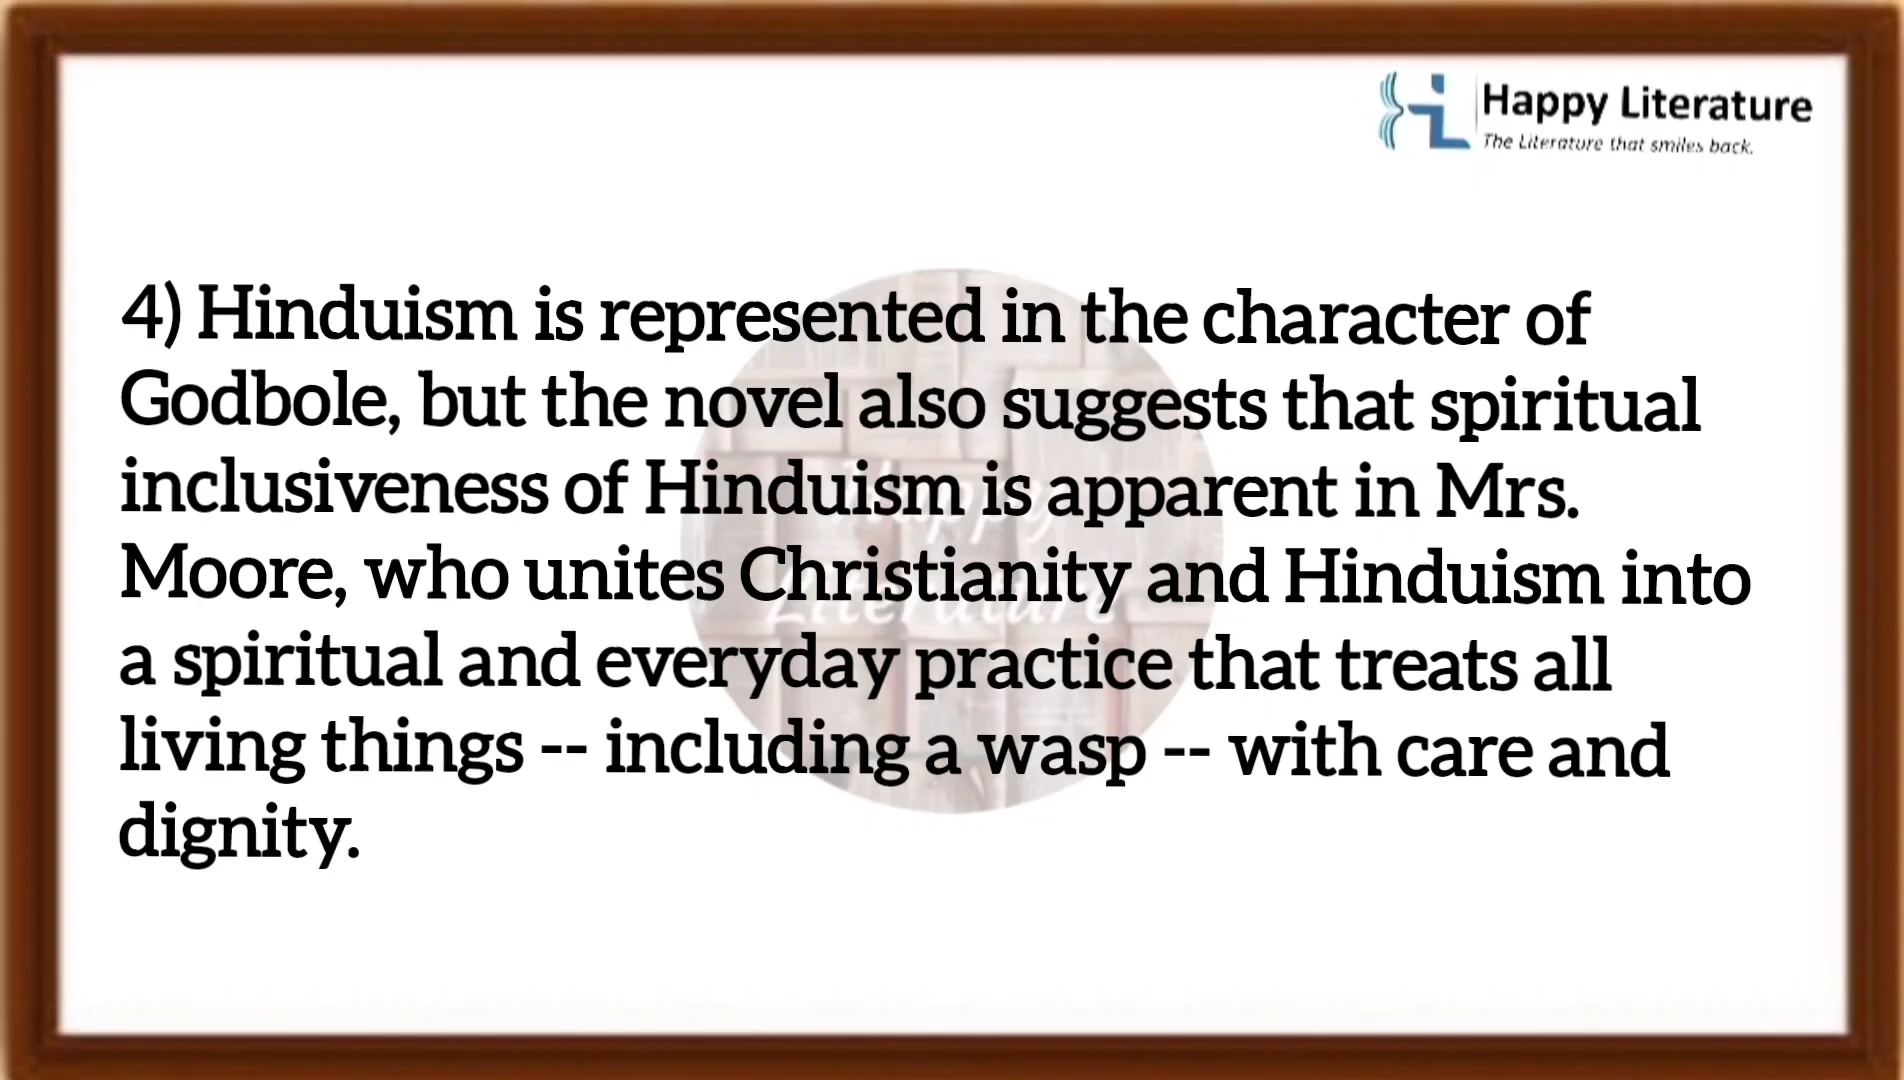 Happy Literature
The Literature that smiles back.
4) Hinduism is represented in the character of
Godbole, but the novel also suggests that spiritual
inclusiveness of Hinduism is apparent in Mrs.
Moore, who unites Christianity and Hinduism into
a spiritual and everyday practice that treats all
living things -- including a wasp -- with care and
dignity.
Happy
Literature